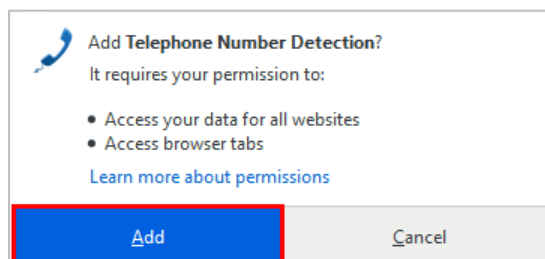 Add Telephone Number Detection?
It requires your permission to:
• Access your data for all websites
• Access browser tabs
Learn more about permissions
Add
Cancel